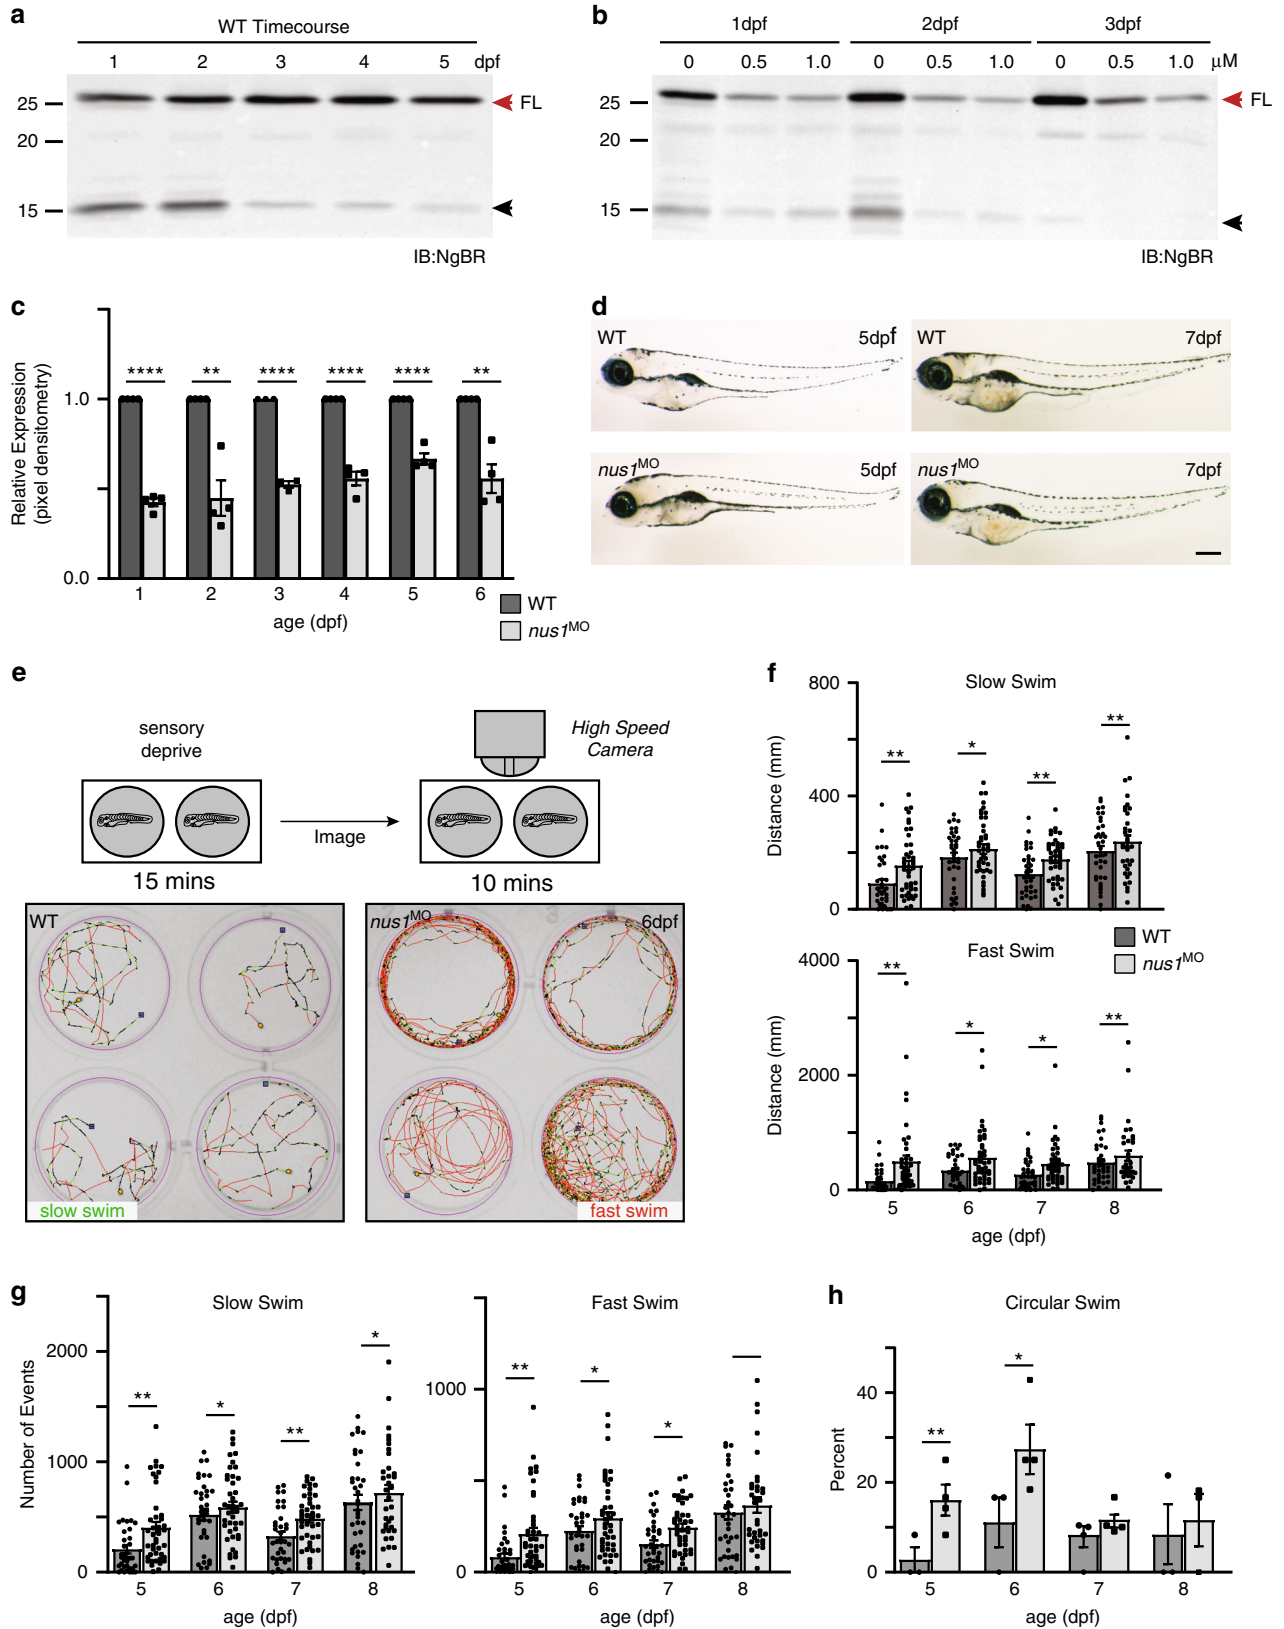 a
WT Timecourse
1 2 3 4 5 dpf
25
20
15
FL
IB:NgBR
b
1dpf 2dpf 3dpf
0 0.5 1.0 0 0.5 1.0 0 0.5 1.0 μM
25
20
15
FL
IB:NgBR
c
Relative Expression
(pixel densitometry)
**** ** **** **** **** **
1.0
0.0
1 2 3 4 5 6
age (dpf)
WT
nus1MO
d
WT 5dpf
WT 7dpf
nus1MO 5dpf
nus1MO 7dpf
e
sensory
deprive
Image
High Speed
Camera
15 mins
10 mins
WT
nus1MO 6dpf
slow swim
fast swim
f
Slow Swim
Distance (mm)
800
400
0
** * ** **
WT
nus1MO
Fast Swim
Distance (mm)
4000
2000
0
** * * **
5 6 7 8
age (dpf)
g
Slow Swim
Number of Events
2000
1000
0
** * ** *
5 6 7 8
age (dpf)
Fast Swim
1000
0
** * *
5 6 7 8
age (dpf)
h
Circular Swim
Percent
40
20
0
** *
5 6 7 8
age (dpf)